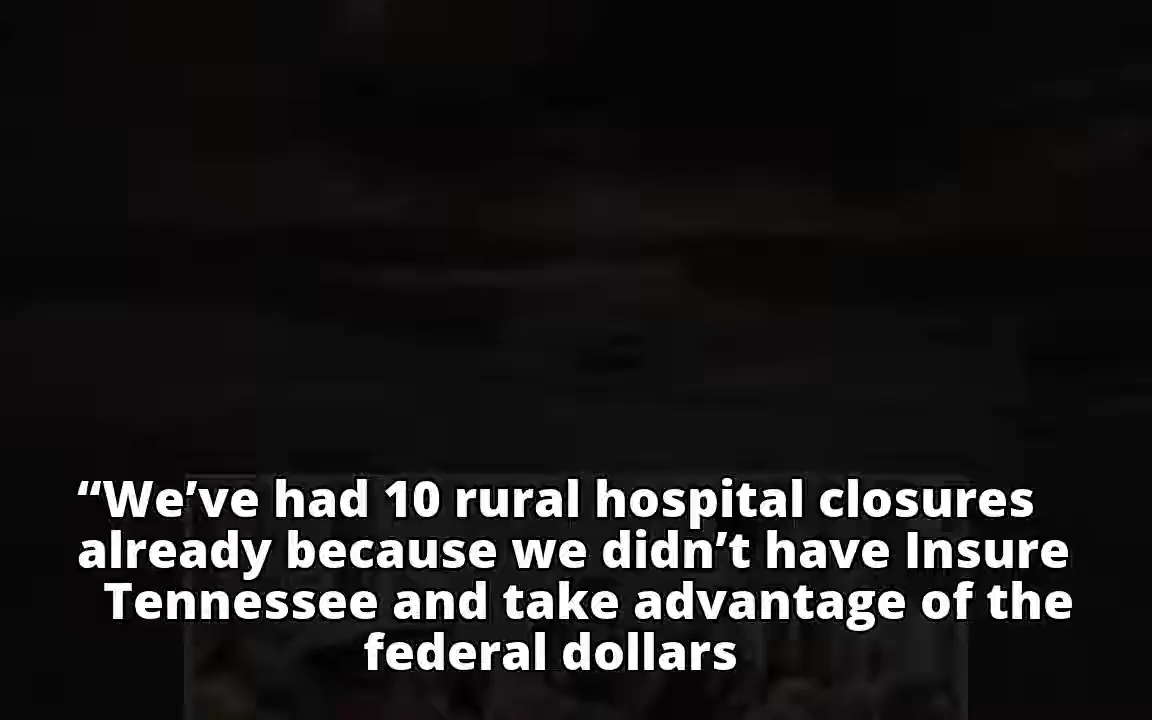 “We’ve had 10 rural hospital closures
already because we didn’t have Insure
Tennessee and take advantage of the
federal dollars